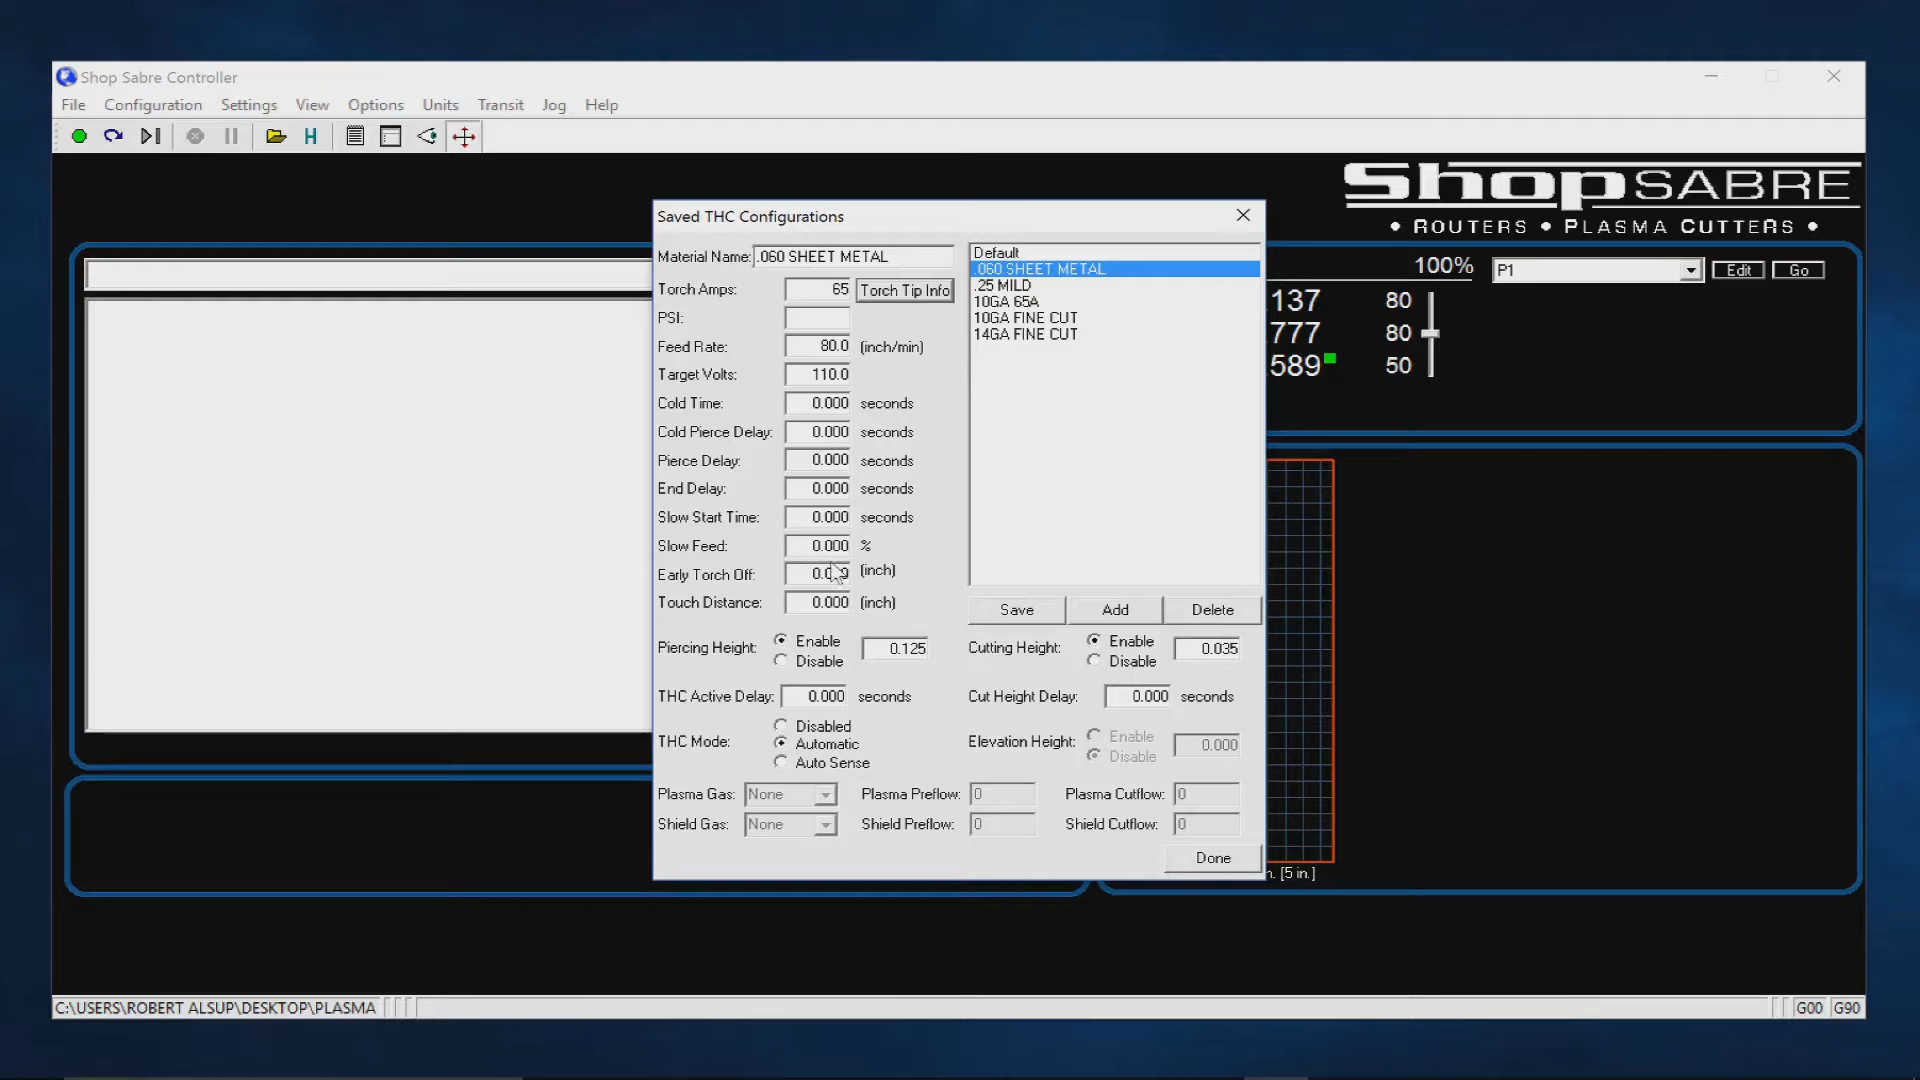 Shop Sabre Controller
File Configuration Settings View Options Units Transit Jog Help
H
ShopSABRE
• ROUTERS • PLASMA CUTTERS •
Saved THC Configurations
Material Name: .060 SHEET METAL
Torch Amps: 65 Torch Tip Info
PSI:
Feed Rate: 80.0 (inch/min)
Target Volts: 110.0
Cold Time: 0.000 seconds
Cold Pierce Delay: 0.000 seconds
Pierce Delay: 0.000 seconds
End Delay: 0.000 seconds
Slow Start Time: 0.000 seconds
Slow Feed: 0.000 %
Early Torch Off: (inch)
Touch Distance: 0.000 (inch)
Default
.060 SHEET METAL
.25 MILD
10GA 65A
10GA FINE CUT
14GA FINE CUT
Save Add Delete
Piercing Height: Enable 0.125
Disable
Cutting Height: Enable 0.035
Disable
THC Active Delay: 0.000 seconds
Cut Height Delay: 0.000 seconds
THC Mode: Disabled
Automatic
Auto Sense
Elevation Height: Enable 0.000
Disable
Plasma Gas: None Plasma Preflow: 0 Plasma Cutflow: 0
Shield Gas: None Shield Preflow: 0 Shield Cutflow: 0
Done
100% P1 Edit Go
.137 80
777 80
589 50
n. [5 in.]
C:\USERS\ROBERT ALSUP\DESKTOP\PLASMA G00 G90